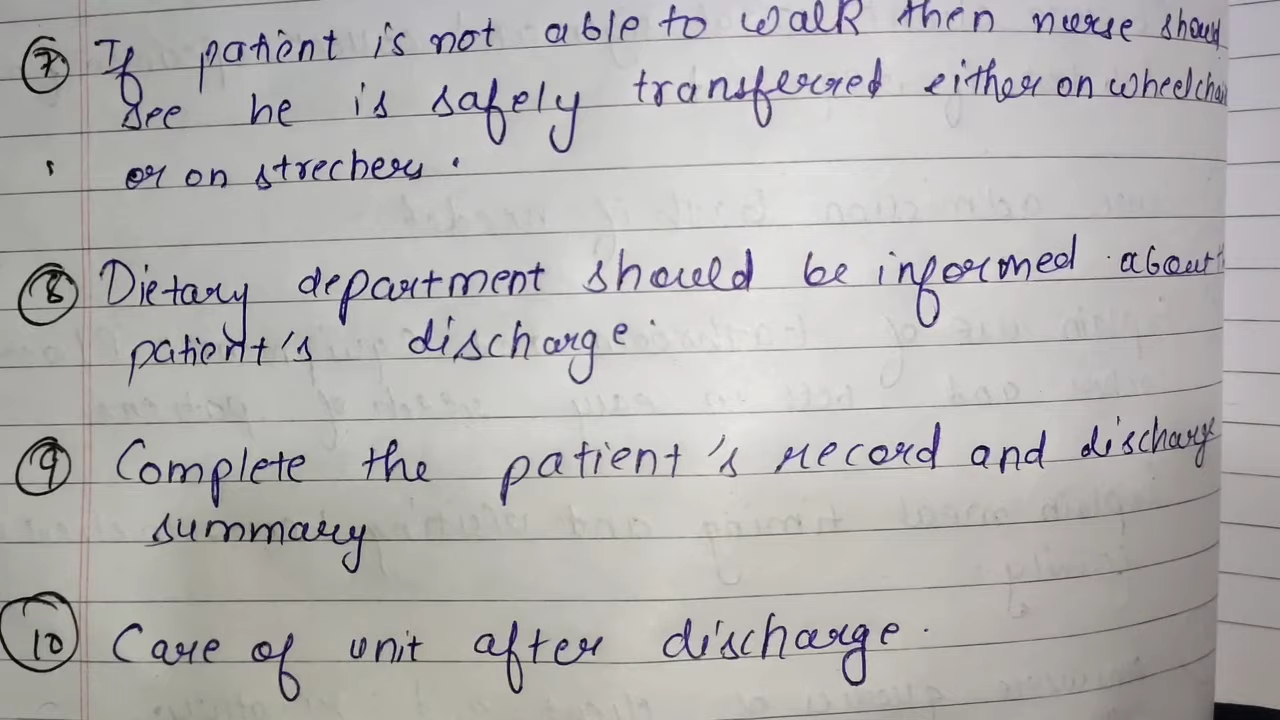 7 If patient is not able to walk then nurse should
see he is safely transferred either on wheelchair
or on strechers.
8 Dietary department should be informed about
patient's discharge.
9 Complete the patient's record and discharge
summary
10 Care of unit after discharge.